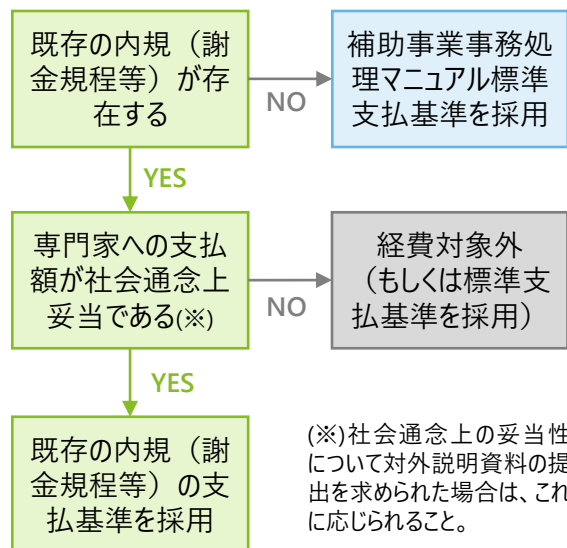 既存の内規（謝
金規程等）が存
在する
NO
補助事業事務処
理マニュアル標準
支払基準を採用
YES
専門家への支払
額が社会通念上
妥当である(※)
NO
経費対象外
（もしくは標準支
払基準を採用）
YES
既存の内規（謝
金規程等）の支
払基準を採用
(※)社会通念上の妥当性
について対外説明資料の提
出を求められた場合は、これ
に応じられること。